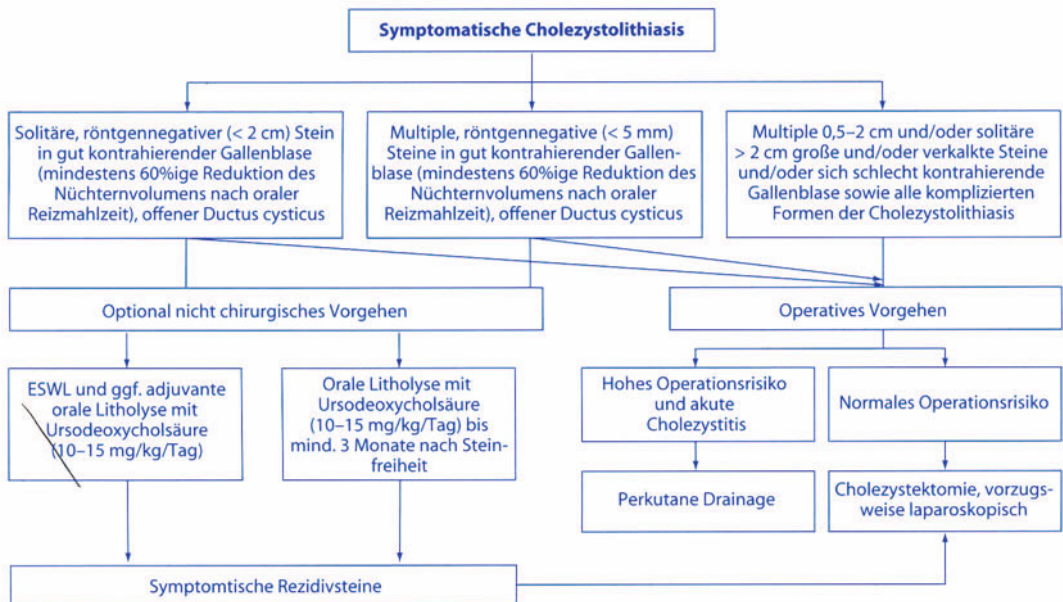 Symptomatische Cholezystolithiasis
Solitäre, röntgennegativer (< 2 cm) Stein
in gut kontrahierender Gallenblase
(mindestens 60%ige Reduktion des
Nüchternvolumens nach oraler
Reizmahlzeit), offener Ductus cysticus
Multiple, röntgennegative (< 5 mm)
Steine in gut kontrahierender Gallen-
blase (mindestens 60%ige Reduktion des
Nüchternvolumens nach oraler
Reizmahlzeit), offener Ductus cysticus
Multiple 0,5–2 cm und/oder solitäre
> 2 cm große und/oder verkalkte Steine
und/oder sich schlecht kontrahierende
Gallenblase sowie alle komplizierten
Formen der Cholezystolithiasis
Optional nicht chirurgisches Vorgehen
Operatives Vorgehen
ESWL und ggf. adjuvante
orale Litholyse mit
Ursodeoxycholsäure
(10–15 mg/kg/Tag)
Orale Litholyse mit
Ursodeoxycholsäure
(10–15 mg/kg/Tag) bis
mind. 3 Monate nach Stein-
freiheit
Hohes Operationsrisiko
und akute
Cholezystitis
Normales Operationsrisiko
Perkutane Drainage
Cholezystektomie, vorzugs-
weise laparoskopisch
Symptomtische Rezidivsteine